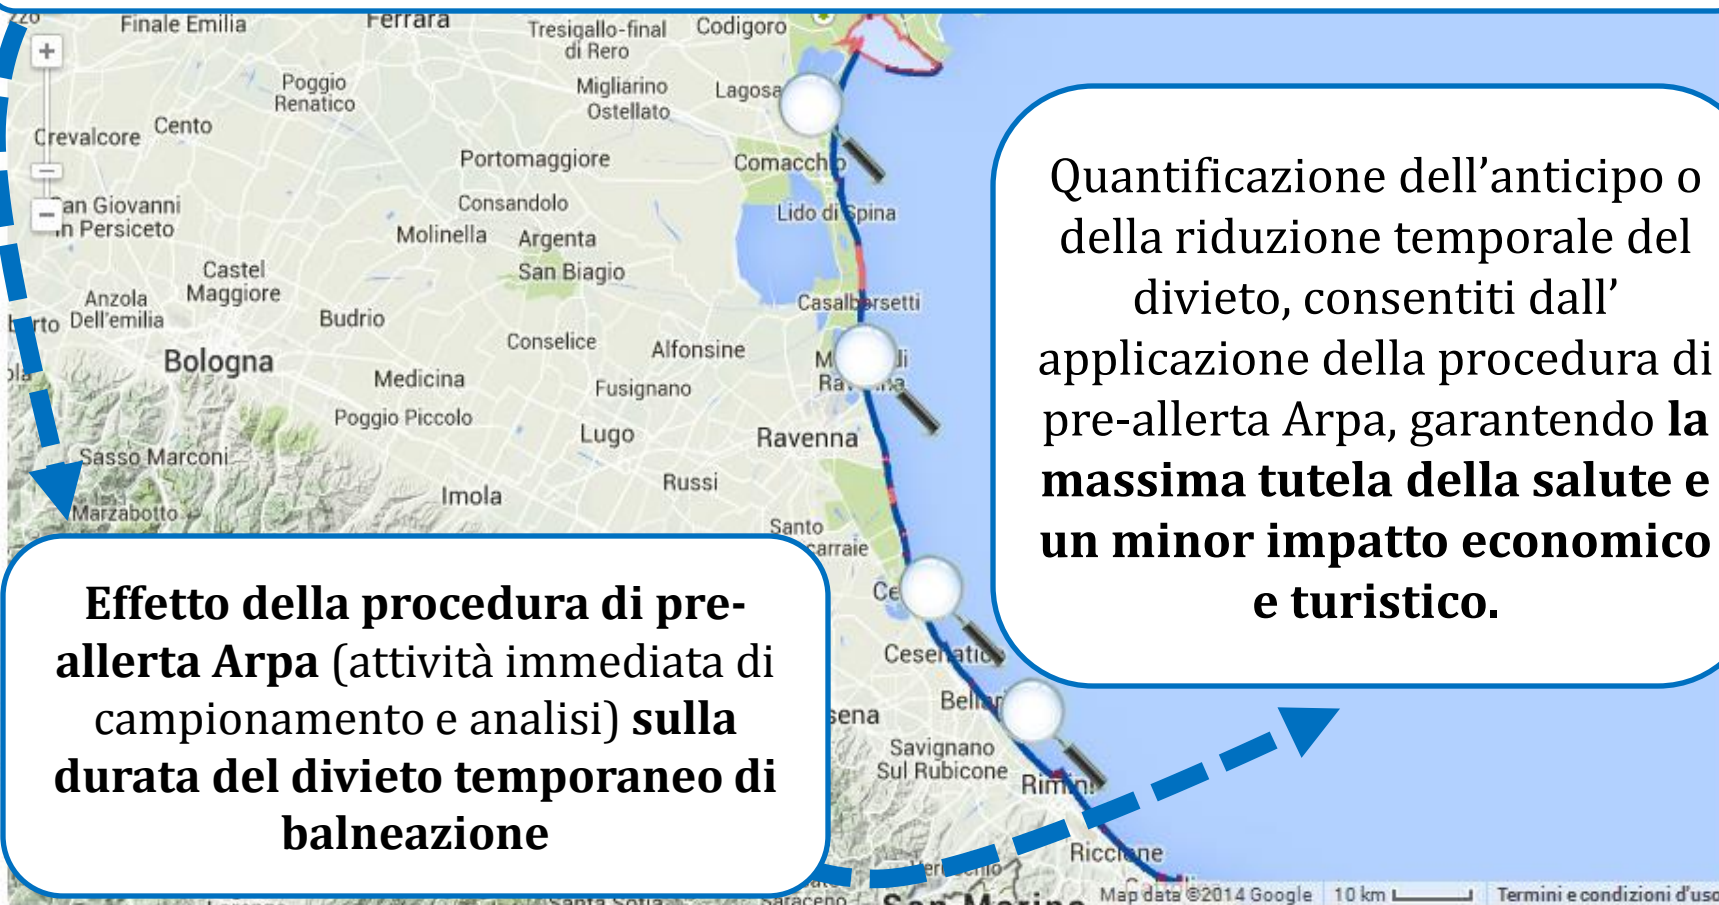 Finale Emilia
Ferrara
Tresigallo-final
di Rero
Codigoro
Poggio
Renatico
Migliarino
Ostellato
Crevalcore
Cento
Portomaggiore
Comacchio
Consandolo
Lido di Spina
n Persiceto
Molinella
Argenta
San Biagio
Castel
Maggiore
Anzola
Dell'emilia
Budrio
Casalborsetti
Conselice
Alfonsine
Bologna
Medicina
Fusignano
Poggio Piccolo
Lugo
Ravenna
Sasso Marconi
Imola
Russi
Marzabotto
Santo
Cesenatico
Savignano
Sul Rubicone
Rimini
Riccione
Quantificazione dell’anticipo o
della riduzione temporale del
divieto, consentiti dall’
applicazione della procedura di
pre-allerta Arpa, garantendo la
massima tutela della salute e
un minor impatto economico
e turistico.
Effetto della procedura di pre-
allerta Arpa (attività immediata di
campionamento e analisi) sulla
durata del divieto temporaneo di
balneazione
Map data ©2014 Google
10 km
Termini e condizioni d'uso